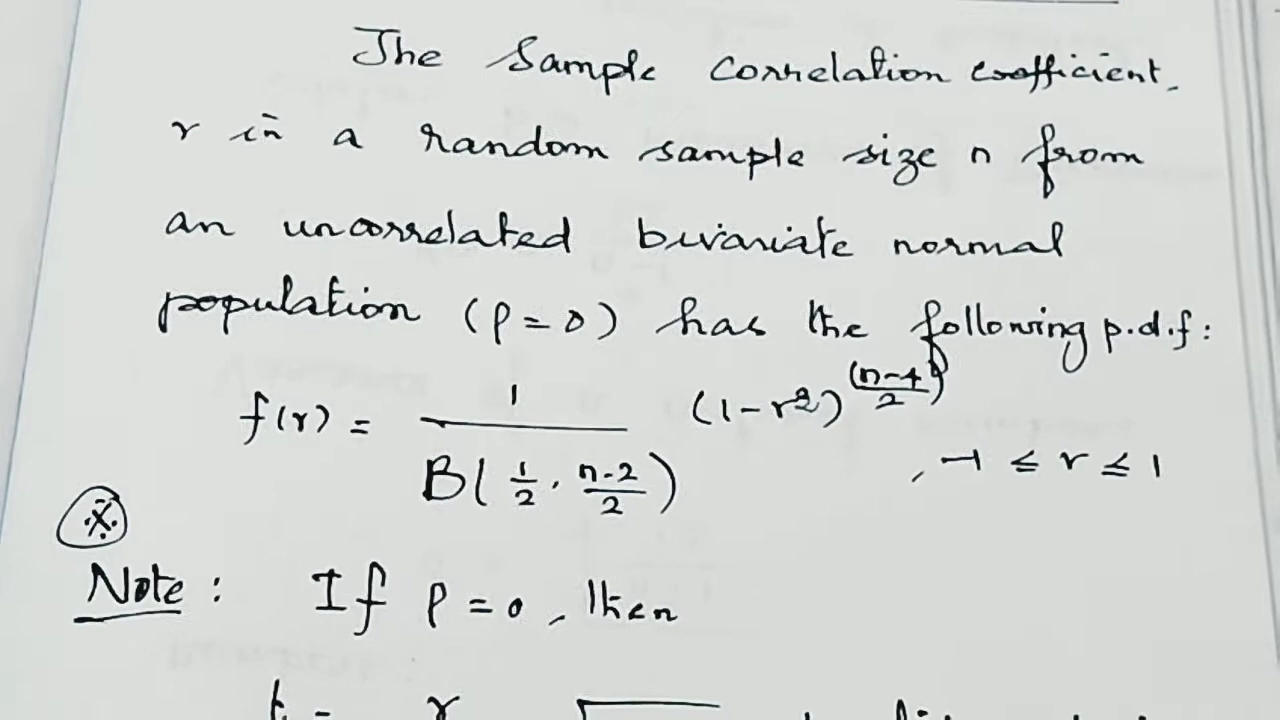 The Sample correlation coefficient.
r in a random sample size n from
an uncorrelated bivariate normal
population (ρ=0) has the following p.d.f:
f(r) = 1 / B(1/2, n-2/2) (1-r²)^(n-4/2), -1 ≤ r ≤ 1
Note: If ρ=0, then
t = r √